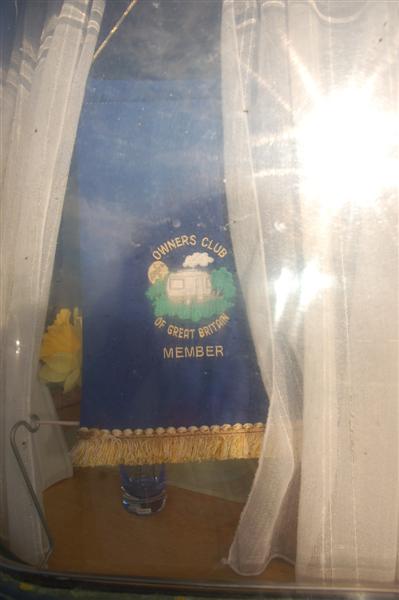 OWNERS CLUB
OF GREAT BRITAIN
MEMBER